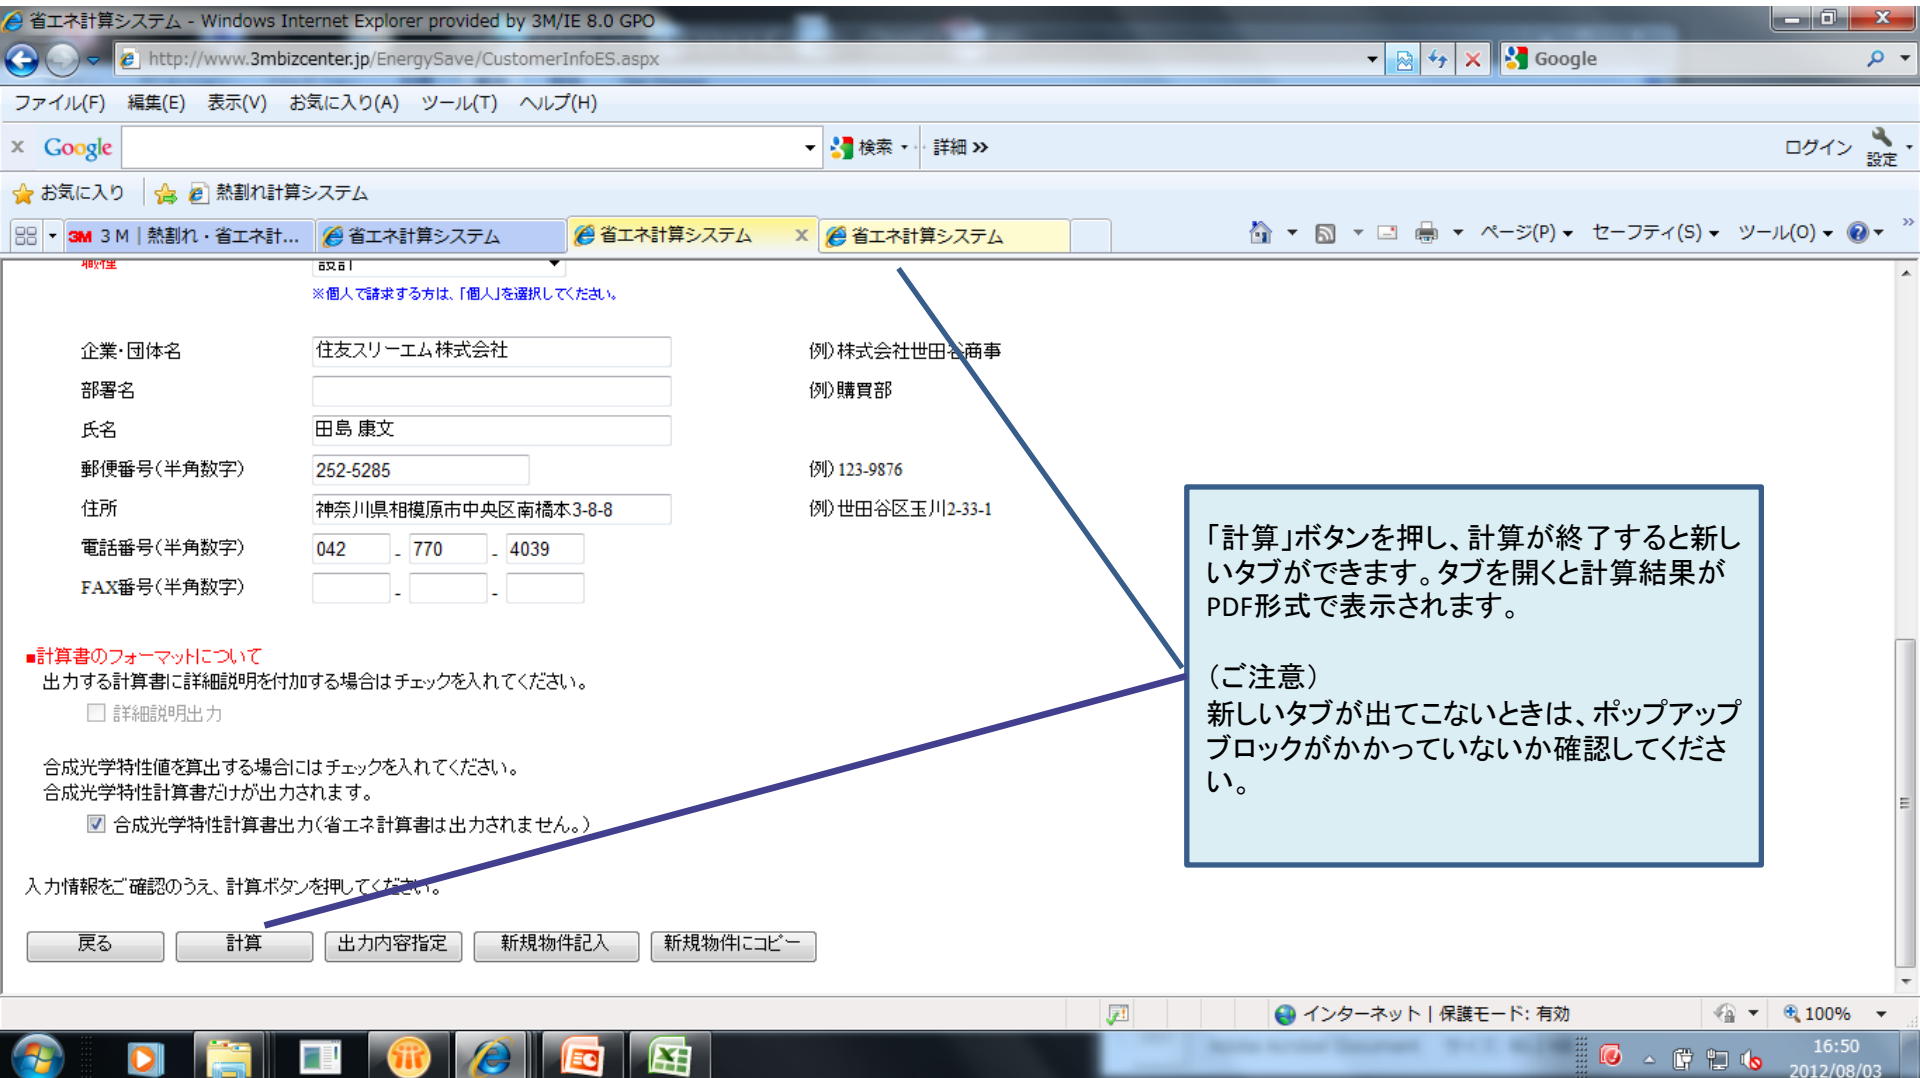 省エネ計算システム - Windows Internet Explorer provided by 3M/IE 8.0 GPO
http://www.3mbizcenter.jp/EnergySave/CustomerInfoES.aspx
Google
ファイル(F) 編集(E) 表示(V) お気に入り(A) ツール(T) ヘルプ(H)
x Google 検索 詳細 ログイン 設定
お気に入り 熱割れ計算システム
3M 3M | 熱割れ・省エネ計... 省エネ計算システム 省エネ計算システム x 省エネ計算システム ページ(P) セーフティ(S) ツール(O)
職種 設計
※個人で請求する方は、「個人」を選択してください。
企業・団体名 住友スリーエム株式会社 例)株式会社世田谷商事
部署名 例)購買部
氏名 田島 康文
郵便番号(半角数字) 252-5285 例) 123-9876
住所 神奈川県相模原市中央区南橋本3-8-8 例)世田谷区玉川2-33-1
電話番号(半角数字) 042 - 770 - 4039
FAX番号(半角数字) - -
■計算書のフォーマットについて
出力する計算書に詳細説明を付加する場合はチェックを入れてください。
詳細説明出力
合成光学特性値を算出する場合にはチェックを入れてください。
合成光学特性計算書だけが出力されます。
合成光学特性計算書出力(省エネ計算書は出力されません。)
入力情報をご確認のうえ、計算ボタンを押してください。
戻る 計算 出力内容指定 新規物件記入 新規物件にコピー
「計算」ボタンを押し、計算が終了すると新し
いタブができます。タブを開くと計算結果が
PDF形式で表示されます。
（ご注意）
新しいタブが出てこないときは、ポップアップ
ブロックがかかっていないか確認してくださ
い。
インターネット | 保護モード: 有効 100%
16:50
2012/08/03